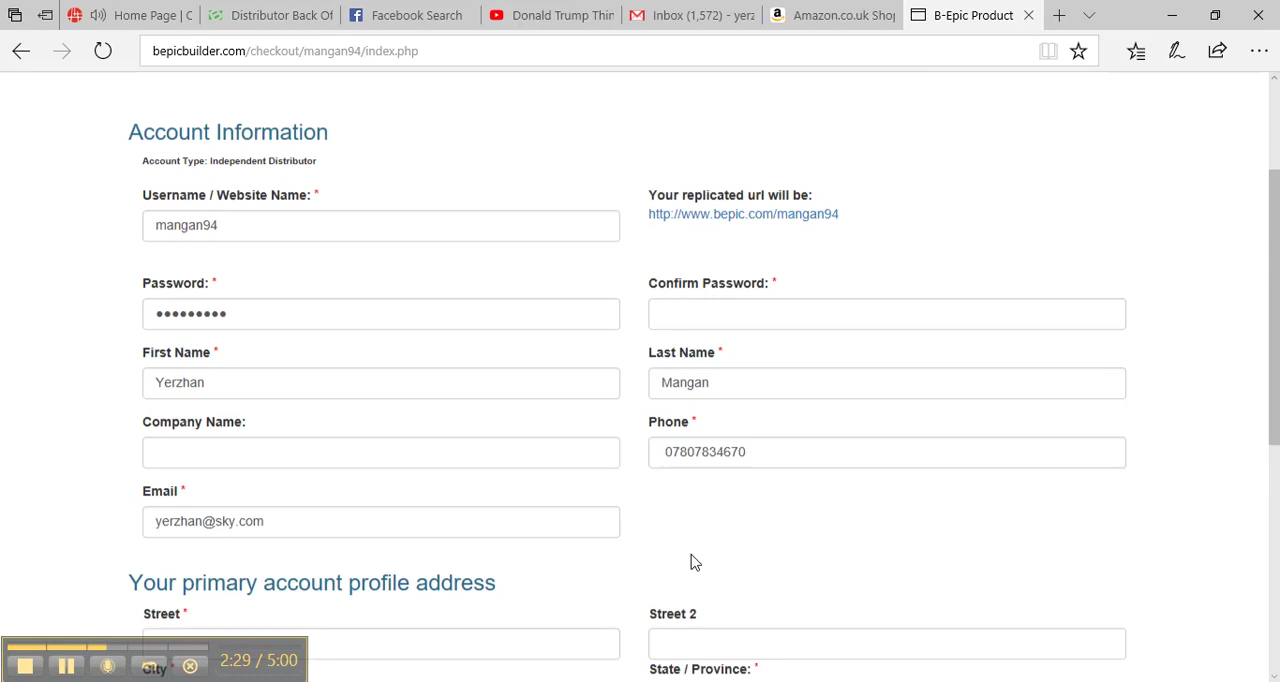 Home Page | C
Distributor Back Of
Facebook Search
Donald Trump Thin
Inbox (1,572) - yerz
Amazon.co.uk Shop
B-Epic Product
bepicbuilder.com/checkout/mangan94/index.php
Account Information
Account Type: Independent Distributor
Username / Website Name: *
Your replicated url will be:
mangan94
http://www.bepic.com/mangan94
Password: *
Confirm Password: *
First Name *
Last Name *
Yerzhan
Mangan
Company Name:
Phone *
07807834670
Email *
yerzhan@sky.com
Your primary account profile address
Street *
Street 2
City *
State / Province: *
2:29 / 5:00